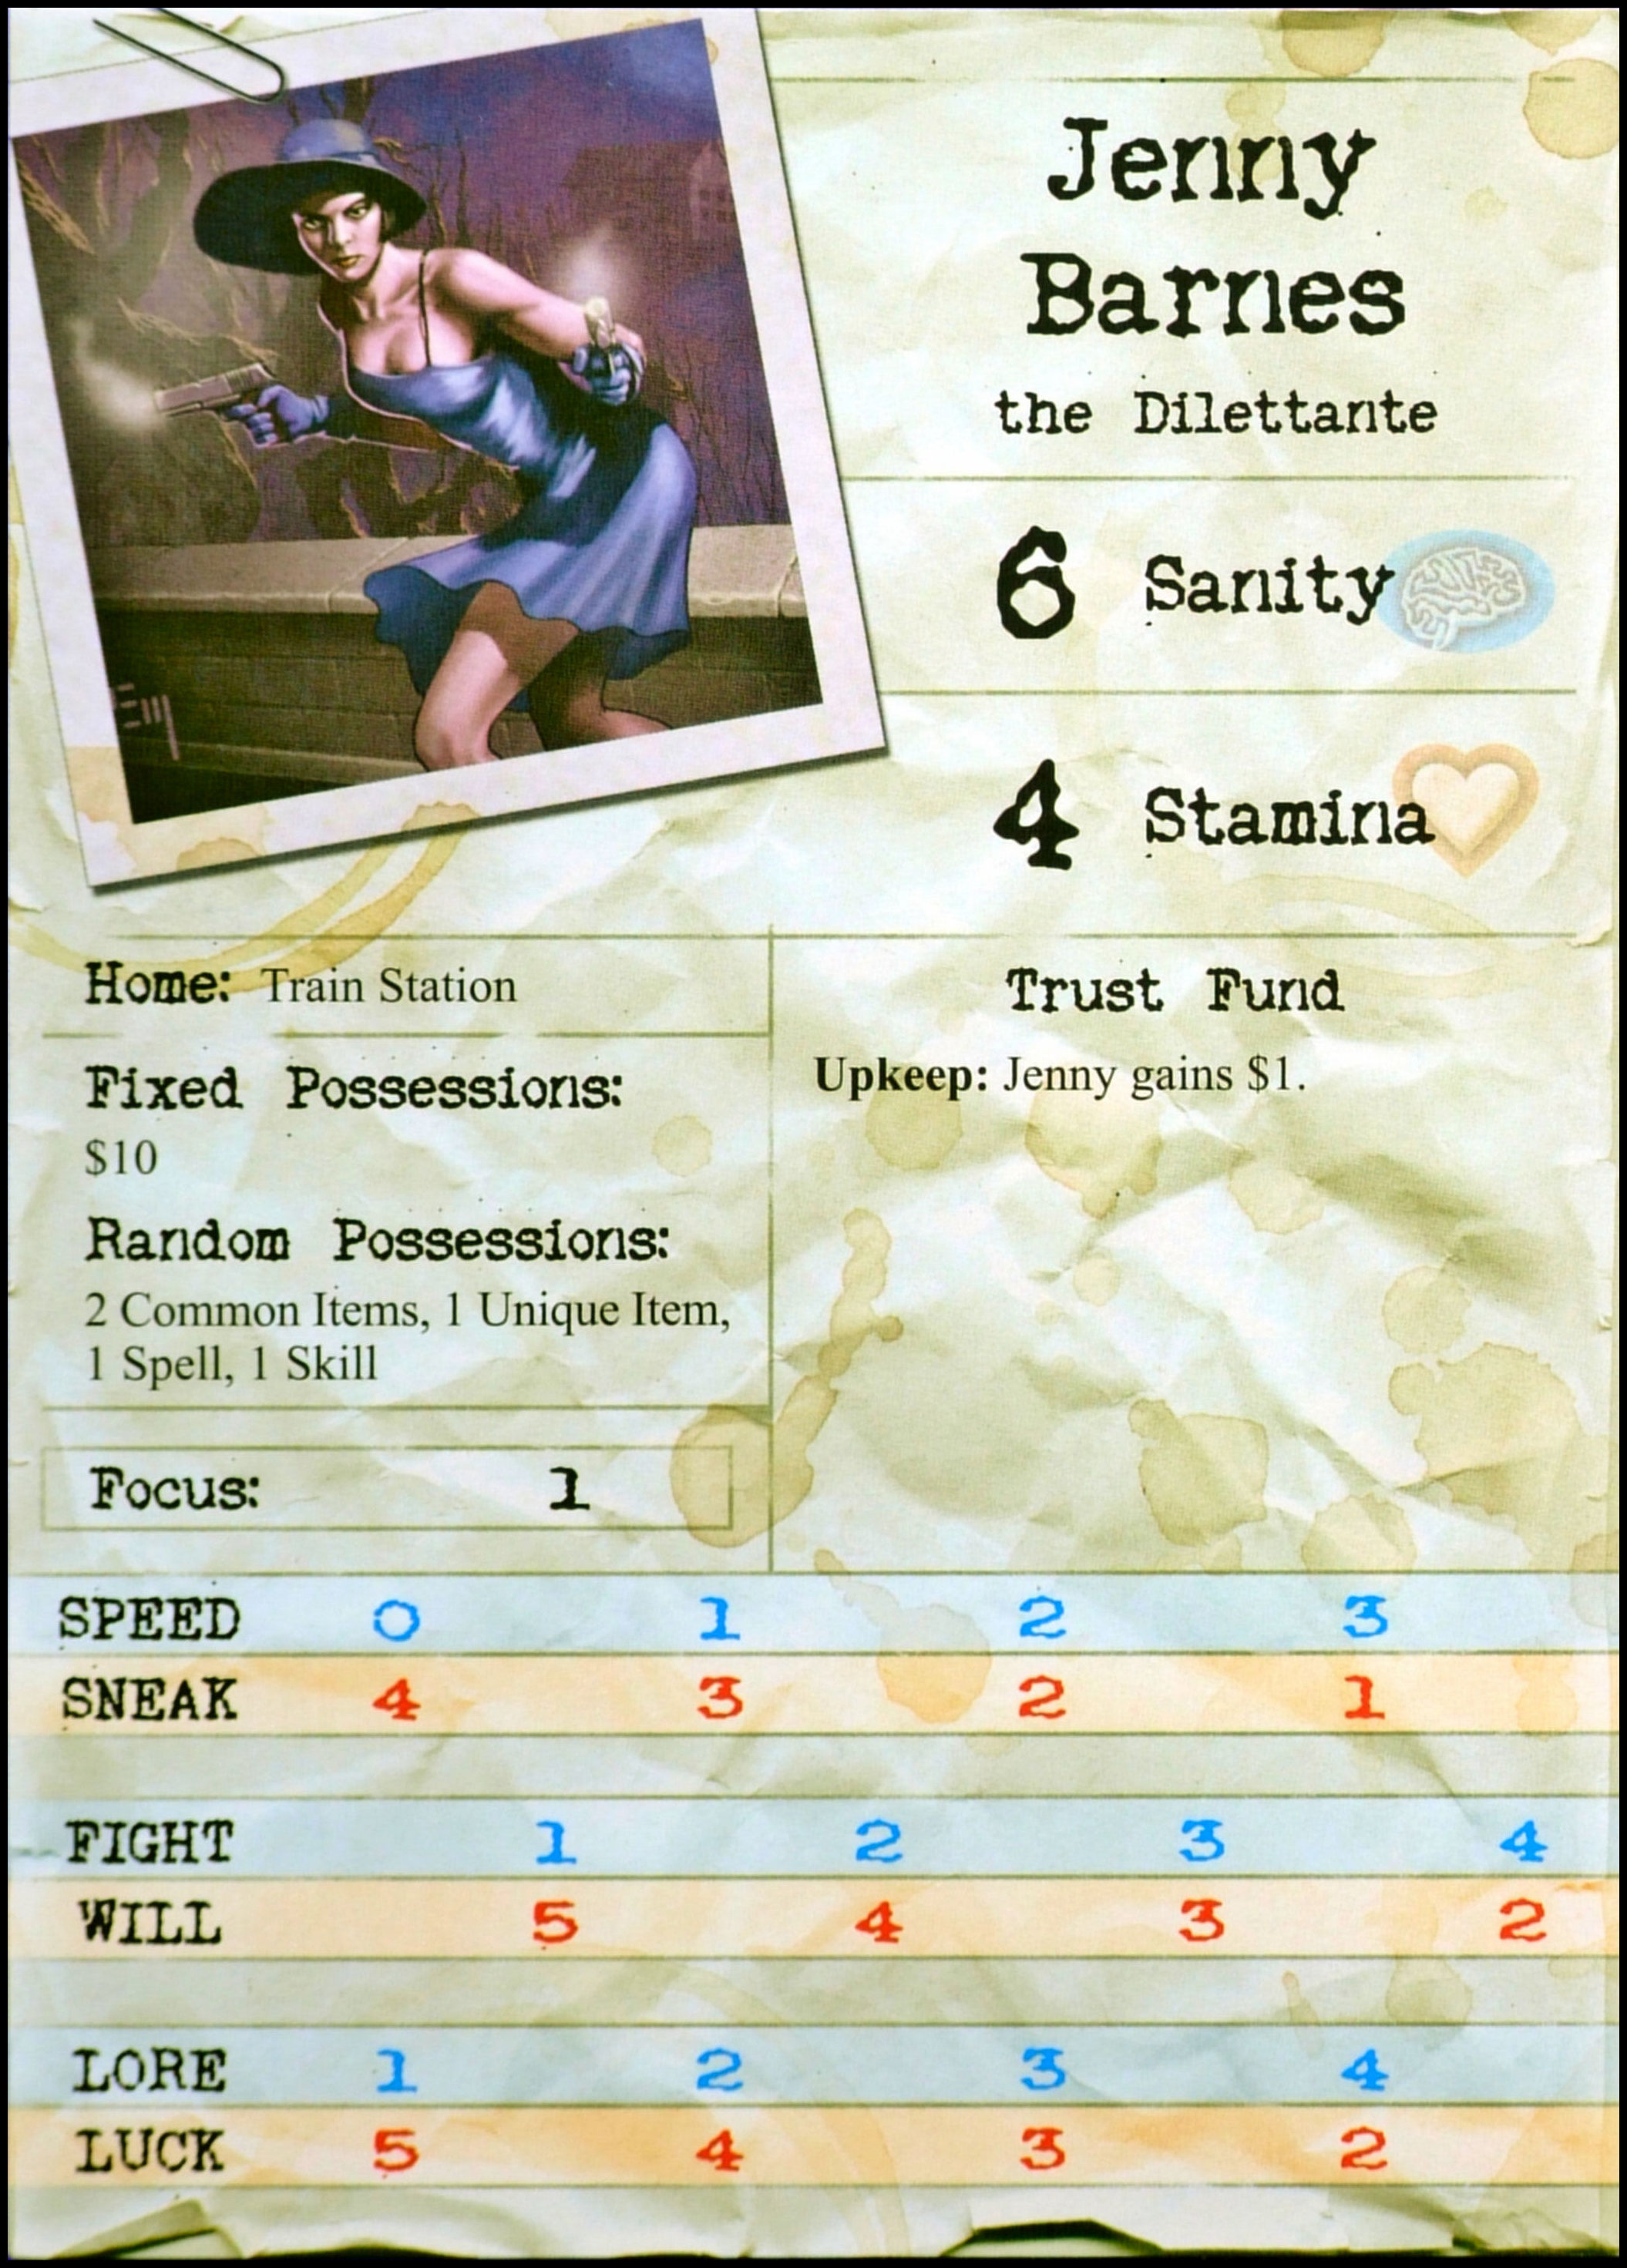 Jenny
Barnes
the Dilettante
6 Sanity
4 Stamina
Home: Train Station
Fixed Possessions:
$10
Random Possessions:
2 Common Items, 1 Unique Item,
1 Spell, 1 Skill
Focus: 1
Trust Fund
Upkeep: Jenny gains $1.
SPEED 0 1 2 3
SNEAK 4 3 2 1
FIGHT 1 2 3 4
WILL 5 4 3 2
LORE 1 2 3 4
LUCK 5 4 3 2